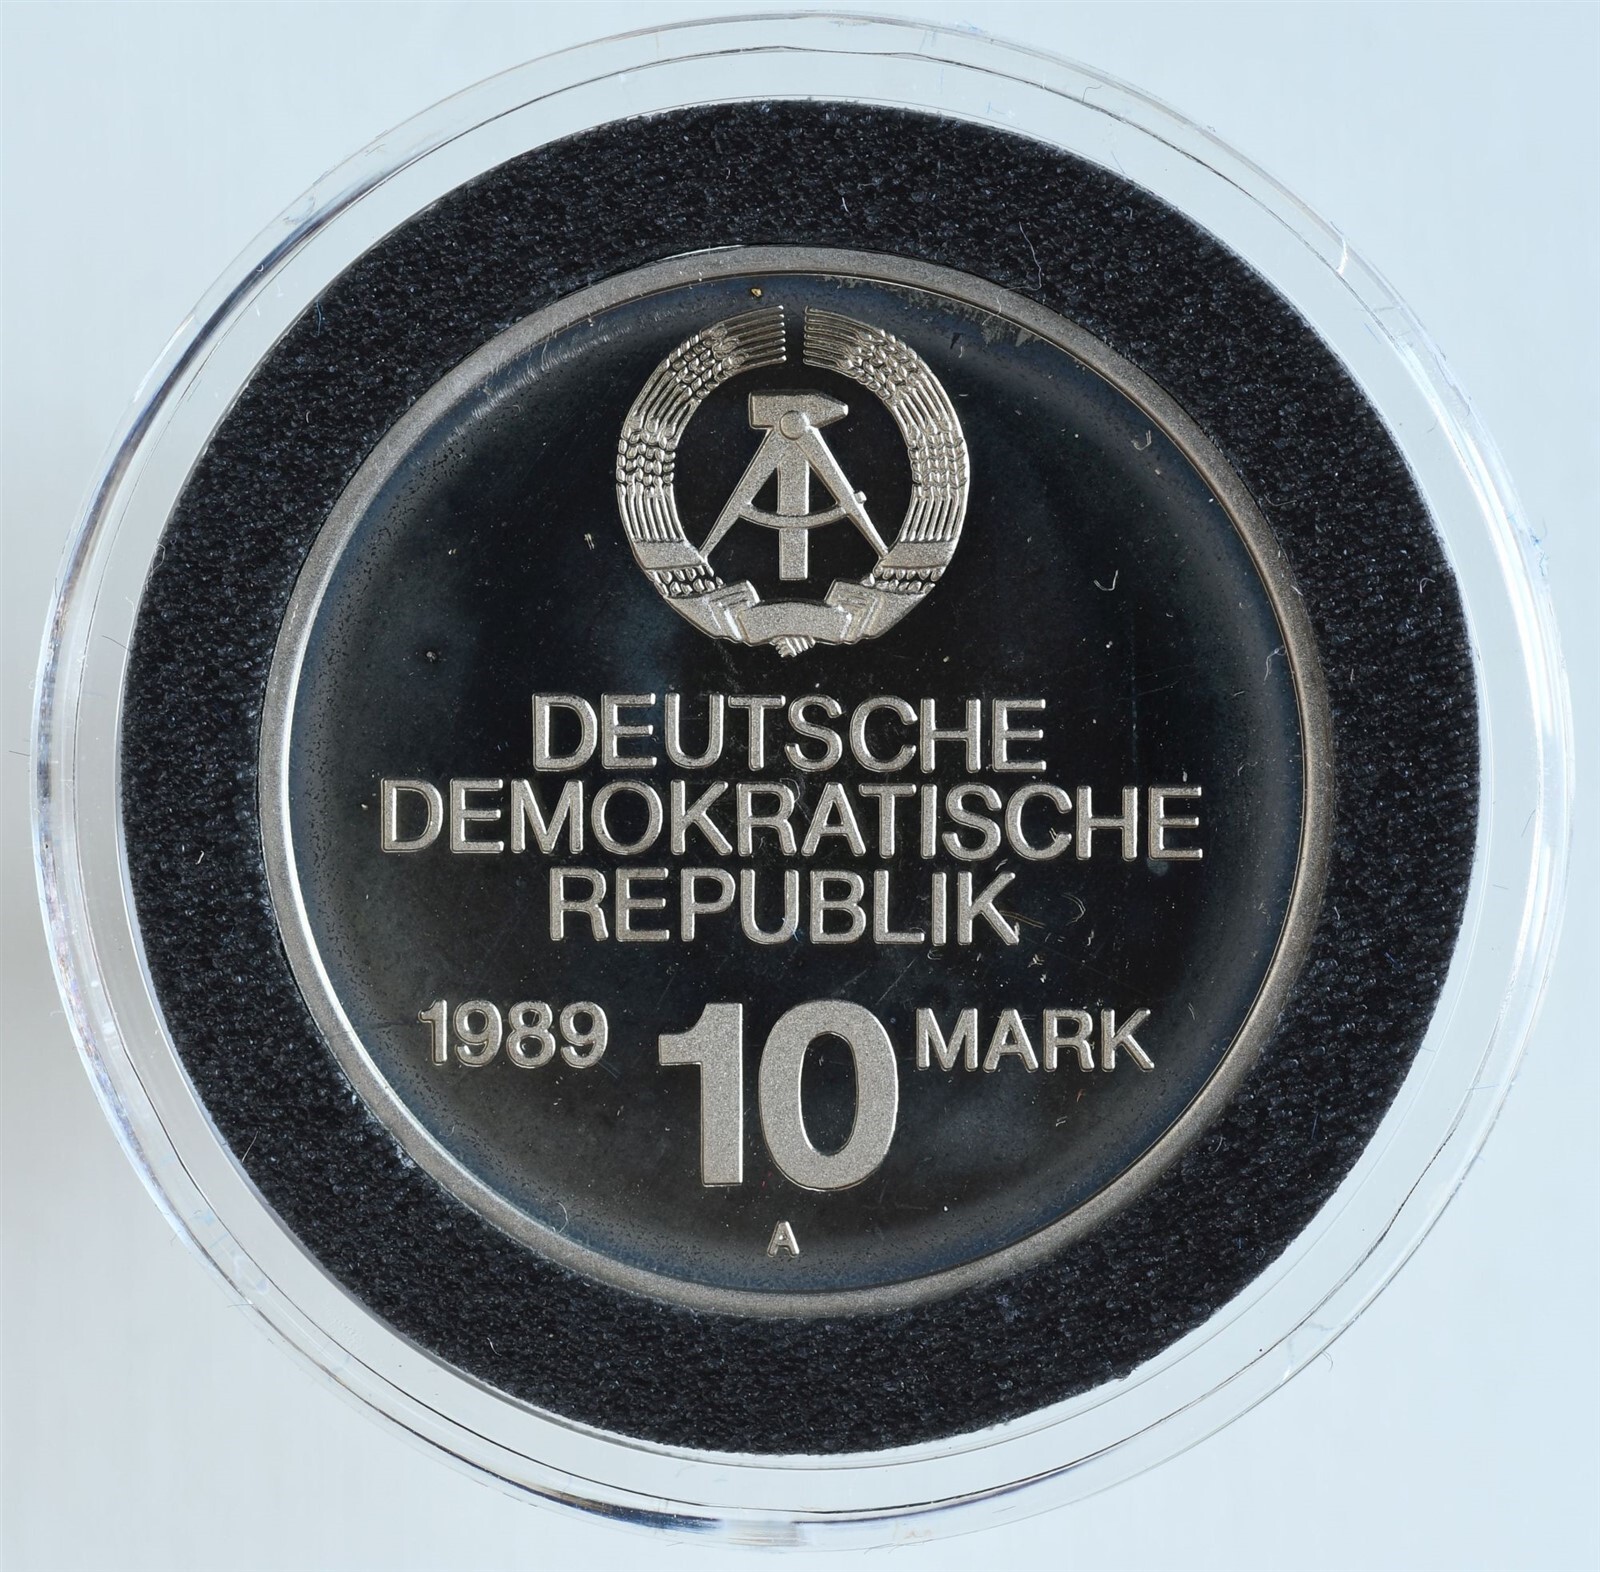 DEUTSCHE
DEMOKRATISCHE
REPUBLIK
1989 10 MARK
A